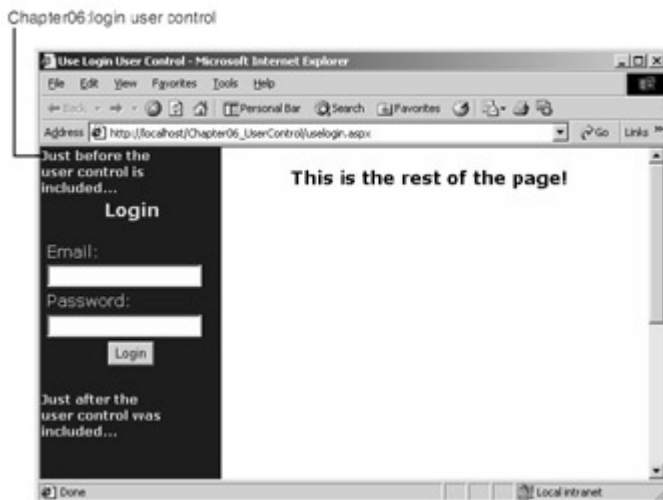 Chapter06:login user control
Use Login User Control - Microsoft Internet Explorer
File Edit View Favorites Tools Help
Back Personal Bar Search Favorites
Address http://localhost/Chapter06_UserControl/uselogin.aspx Go Links »
Just before the
user control is
included...
Login
Email:
Password:
Login
Just after the
user control was
included...
This is the rest of the page!
Done Local intranet